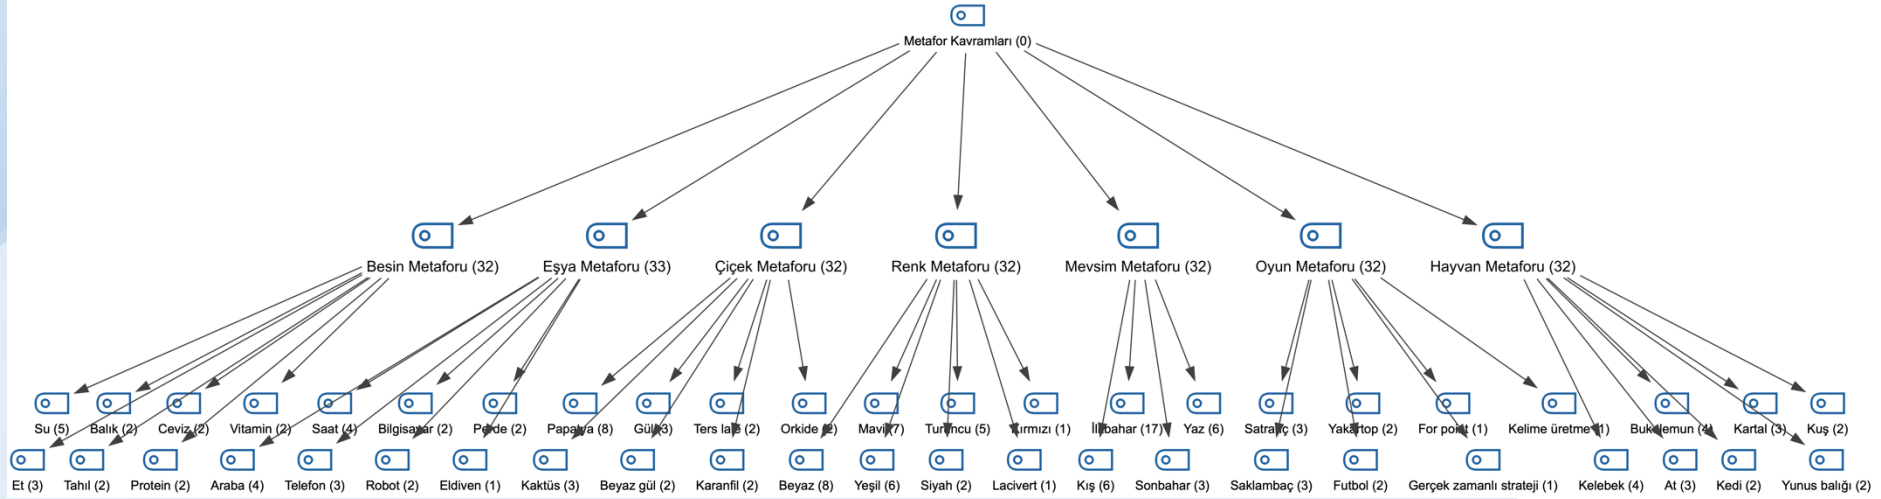 Metafor Kavramları (0)
Besin Metaforu (32) Eşya Metaforu (33) Çiçek Metaforu (32) Renk Metaforu (32) Mevsim Metaforu (32) Oyun Metaforu (32) Hayvan Metaforu (32)
Su (5) Balık (2) Ceviz (2) Vitamin (2) Saat (4) Bilgisayar (2) Perde (2) Papatya (8) Gül (3) Ters lale (2) Orkide (2) Mavi (7) Turuncu (5) Kırmızı (1) İlkbahar (17) Yaz (6) Satranç (3) Yakartop (2) For point (1) Kelime üretme (1) Bukalemun (4) Kartal (3) Kuş (2)
Et (3) Tahıl (2) Protein (2) Araba (4) Telefon (3) Robot (2) Eldiven (1) Kaktüs (3) Beyaz gül (2) Karanfil (2) Beyaz (8) Yeşil (6) Siyah (2) Lacivert (1) Kış (6) Sonbahar (3) Saklambaç (3) Futbol (2) Gerçek zamanlı strateji (1) Kelebek (4) At (3) Kedi (2) Yunus balığı (2)